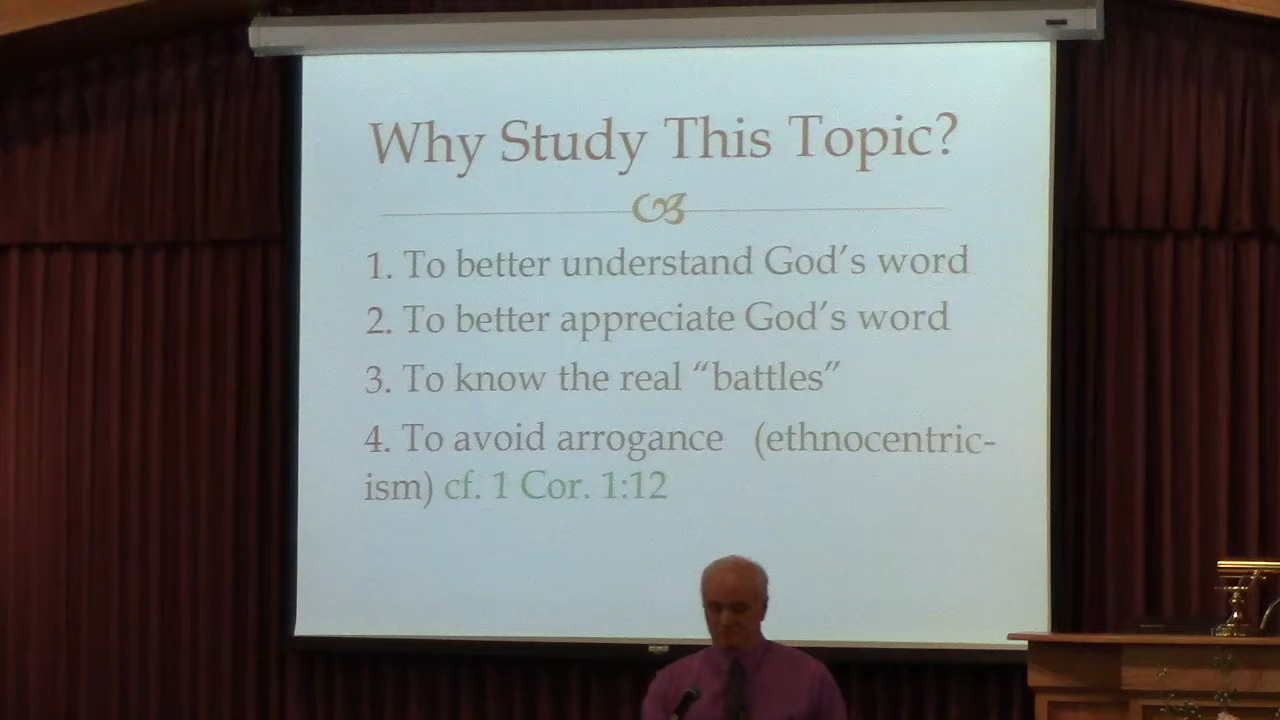 Why Study This Topic?
1. To better understand God's word
2. To better appreciate God's word
3. To know the real “battles”
4. To avoid arrogance (ethnocentric-
ism) cf. 1 Cor. 1:12